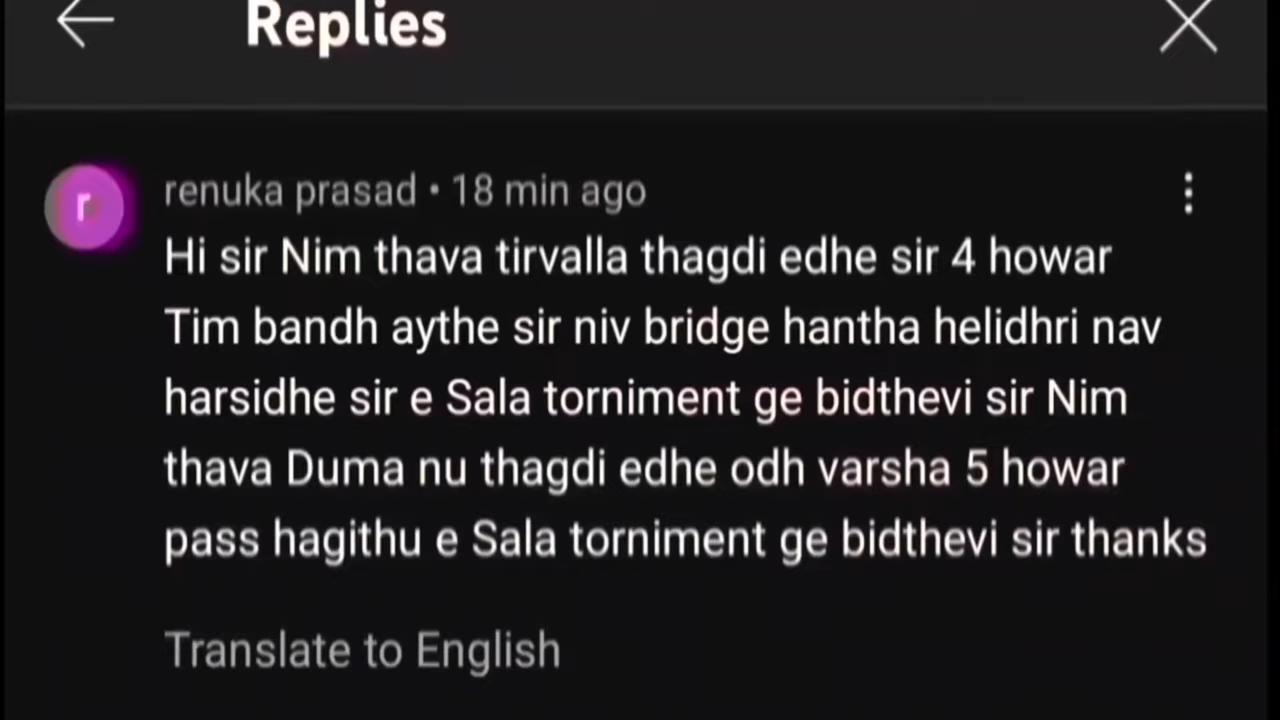 Replies
r
renuka prasad • 18 min ago
Hi sir Nim thava tirvalla thagdi edhe sir 4 howar
Tim bandh aythe sir niv bridge hantha helidhri nav
harsidhe sir e Sala torniment ge bidthevi sir Nim
thava Duma nu thagdi edhe odh varsha 5 howar
pass hagithu e Sala torniment ge bidthevi sir thanks
Translate to English